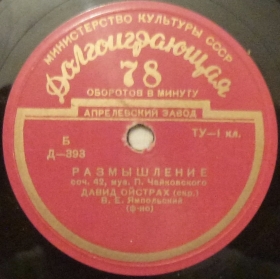 МИНИСТЕРСТВО КУЛЬТУРЫ СССР
Долгоиграющая
78
ОБОРОТОВ В МИНУТУ
АПРЕЛЕВСКИЙ ЗАВОД
Б
ТУ—1 кл.
Д—393
РАЗМЫШЛЕНИЕ
соч. 42, муз. П. Чайковского
ДАВИД ОЙСТРАХ (скр.)
В. Е. Ямпольский
(ф-но)